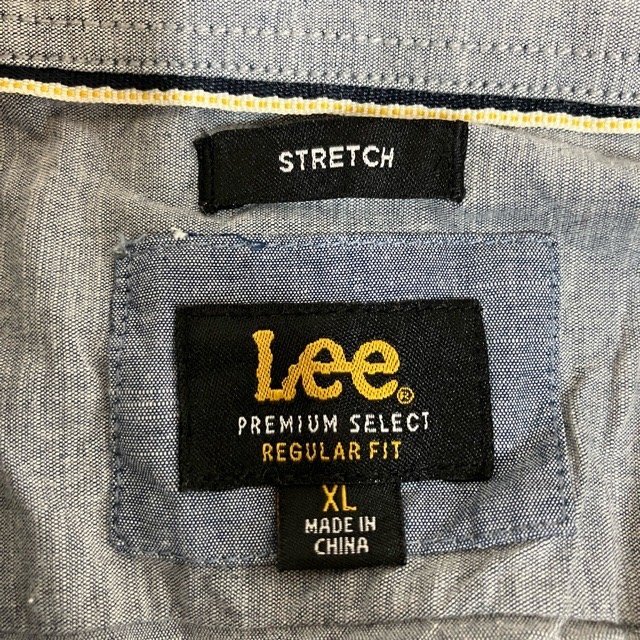 STRETCH
Lee®
PREMIUM SELECT
REGULAR FIT
XL
MADE IN
CHINA